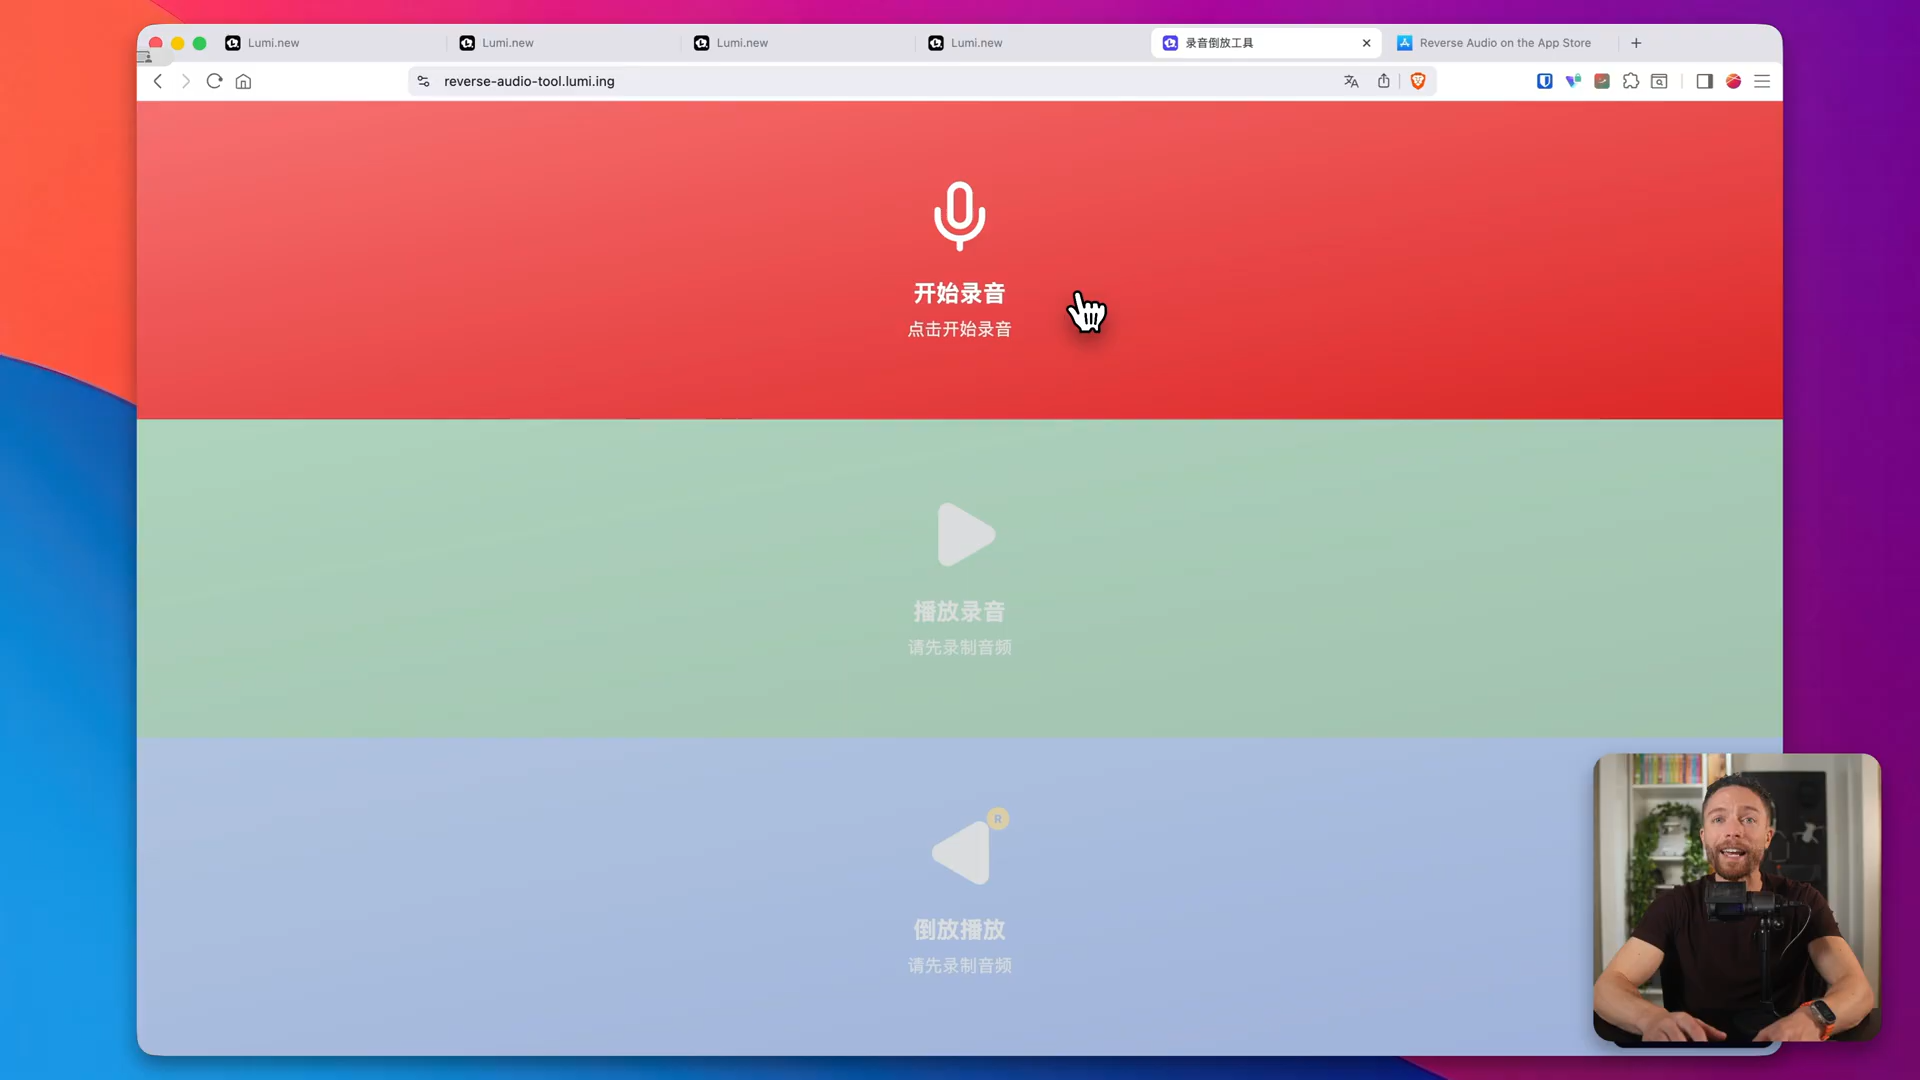 Lumi.new
Lumi.new
Lumi.new
Lumi.new
录音倒放工具
Reverse Audio on the App Store
reverse-audio-tool.lumi.ing
开始录音
点击开始录音
播放录音
请先录制音频
R
倒放播放
请先录制音频